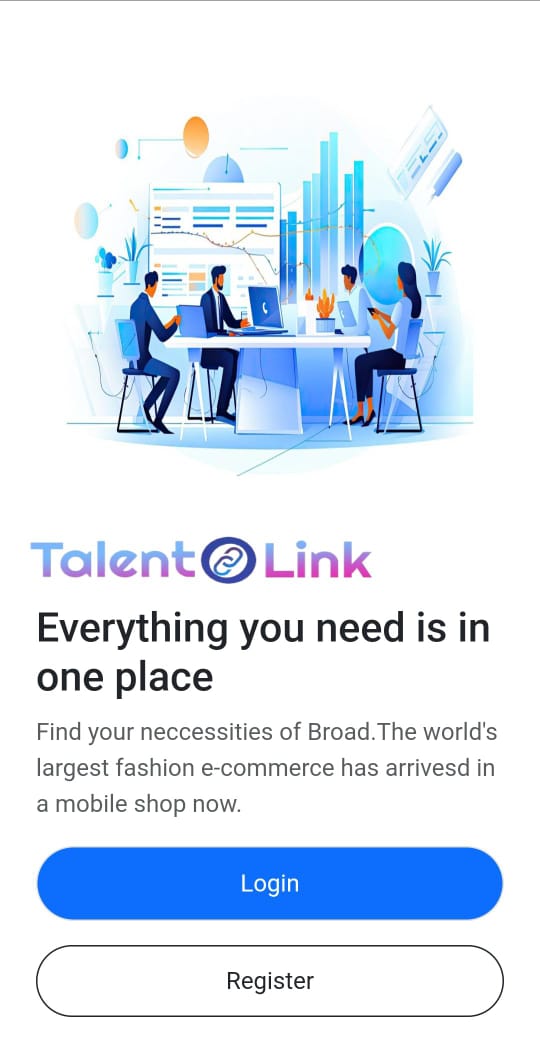 Talent Link
Everything you need is in
one place
Find your neccessities of Broad.The world's
largest fashion e-commerce has arrivesd in
a mobile shop now.
Login
Register